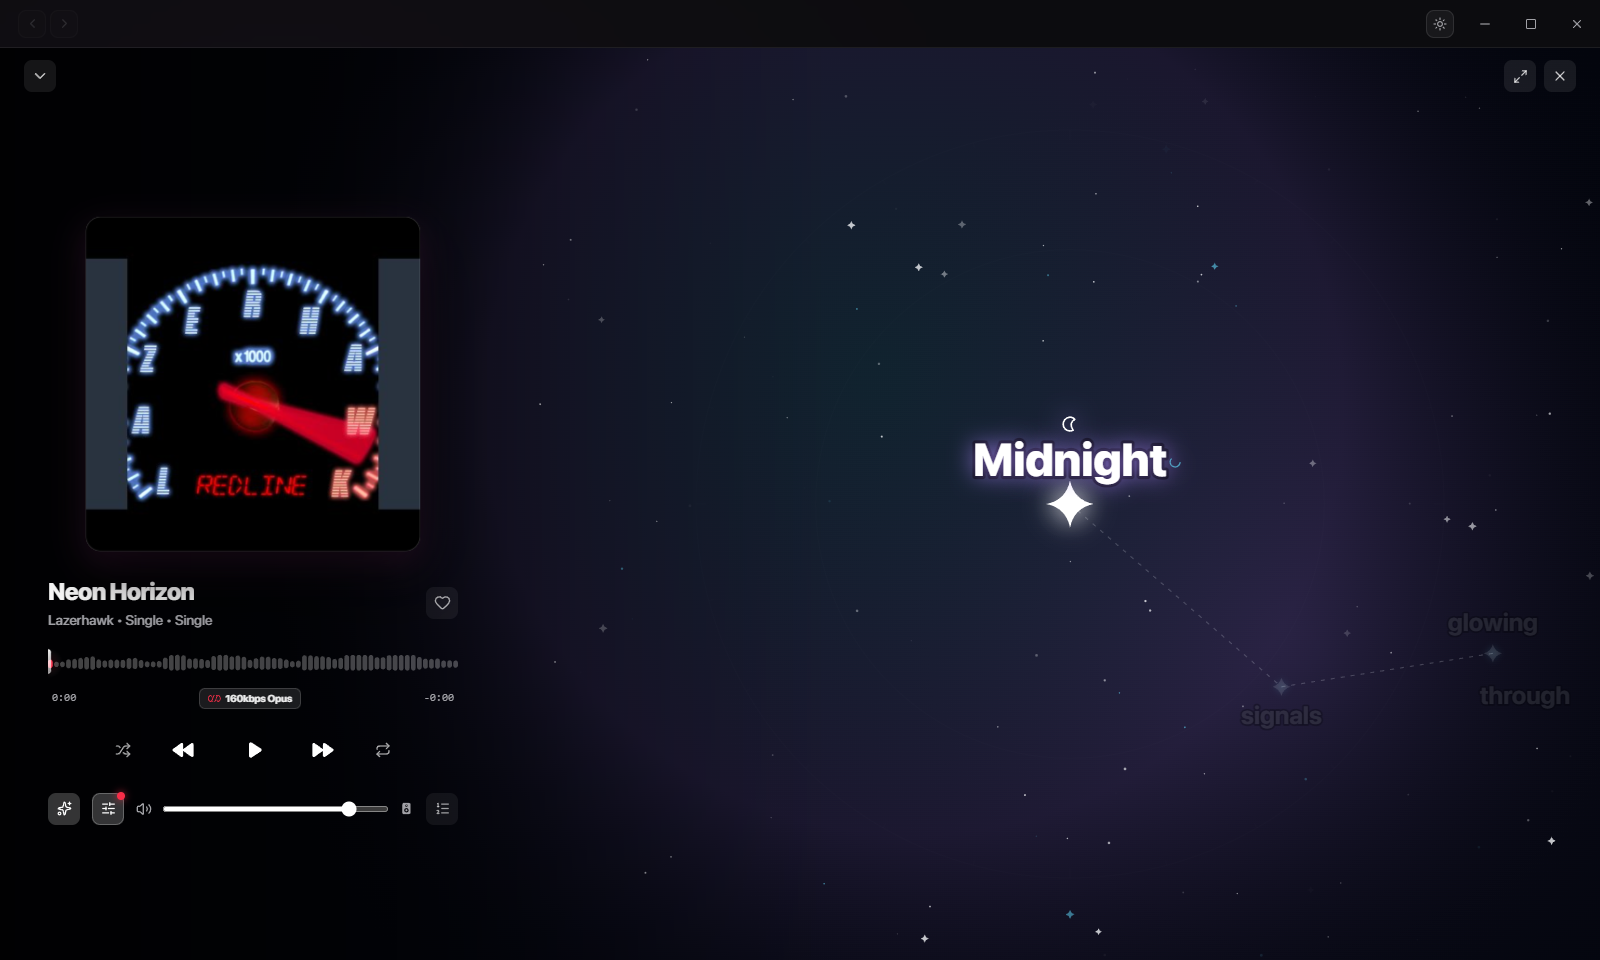 L A Z E R H A W K
x1000
REDLINE
Neon Horizon
Lazerhawk • Single • Single
0:00
160kbps Opus
-0:00
Midnight
signals
glowing
through